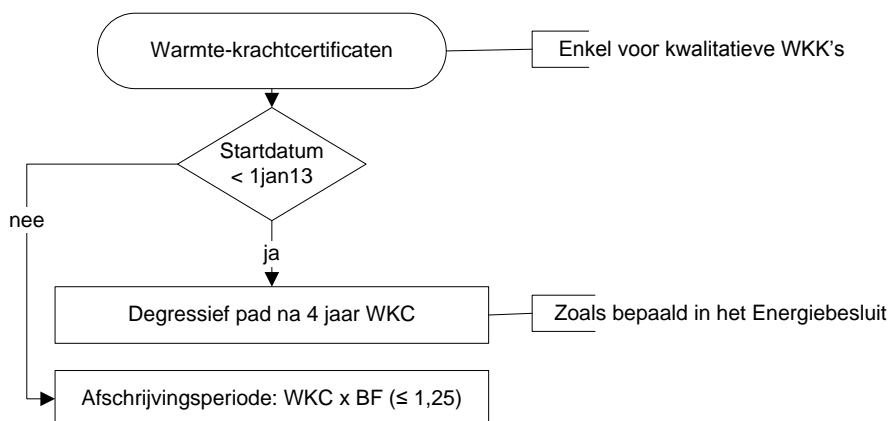 Warmte-krachtcertificaten
Enkel voor kwalitatieve WKK's
Startdatum
< 1jan13
nee
ja
Degressief pad na 4 jaar WKC
Zoals bepaald in het Energiebesluit
Afschrijvingsperiode: WKC x BF (≤ 1,25)